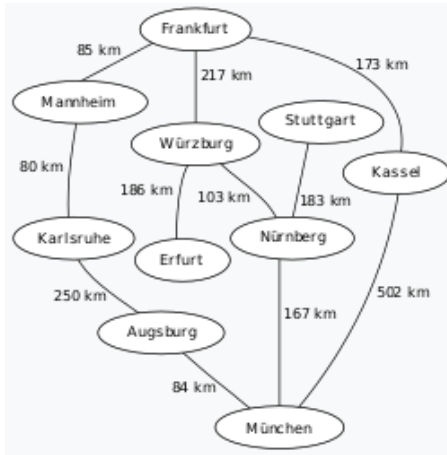 Frankfurt
85 km
217 km
173 km
Mannheim
Stuttgart
Würzburg
Kassel
80 km
186 km
103 km
183 km
Karlsruhe
Erfurt
Nürnberg
250 km
502 km
167 km
Augsburg
84 km
München